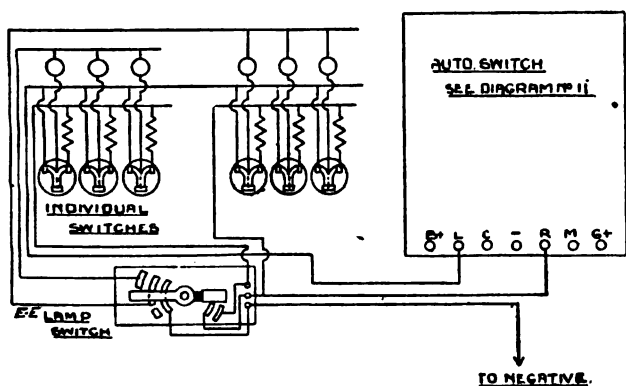 AUTO. SWITCH
SEE DIAGRAM Nº 11
B+ L C - R M G+
INDIVIDUAL
SWITCHES
E-E LAMP
SWITCH
TO NEGATIVE.